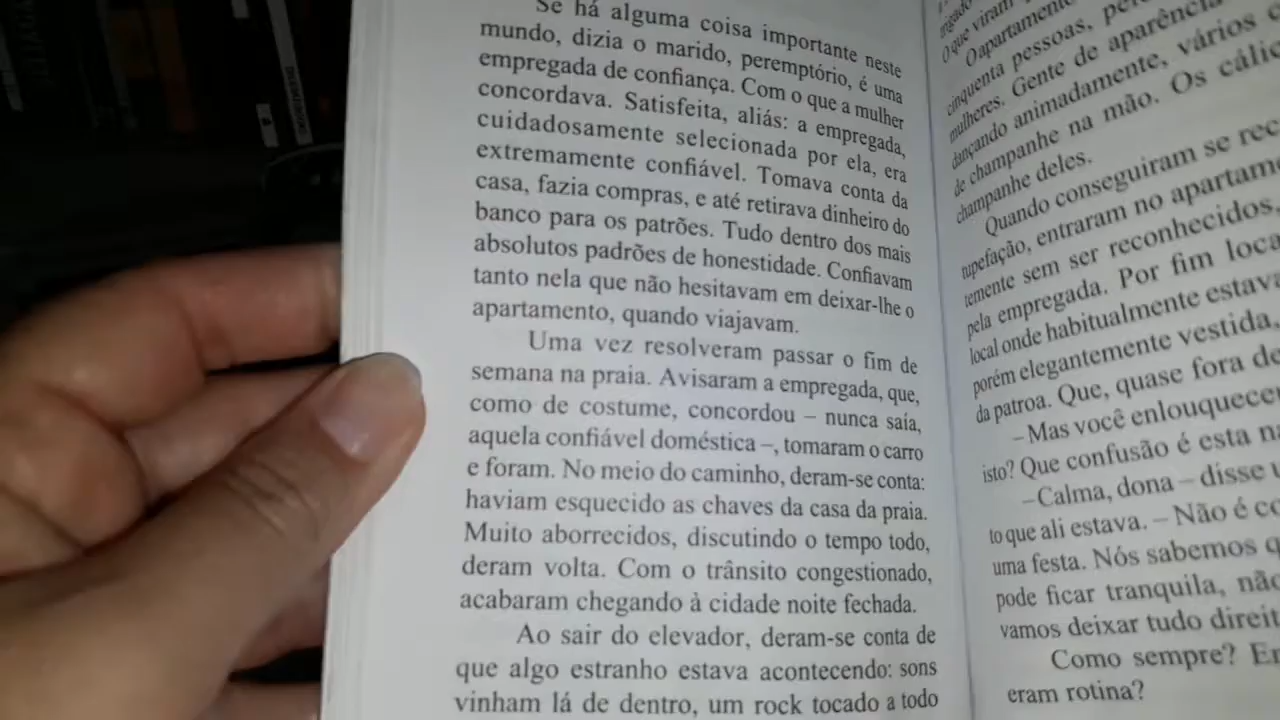 Se há alguma coisa importante neste
mundo, dizia o marido, peremptório, é uma
empregada de confiança. Com o que a mulher
concordava. Satisfeita, aliás: a empregada,
cuidadosamente selecionada por ela, era
extremamente confiável. Tomava conta da
casa, fazia compras, e até retirava dinheiro do
banco para os patrões. Tudo dentro dos mais
absolutos padrões de honestidade. Confiavam
tanto nela que não hesitavam em deixar-lhe o
apartamento, quando viajavam.
Uma vez resolveram passar o fim de
semana na praia. Avisaram a empregada, que,
como de costume, concordou – nunca saía,
aquela confiável doméstica –, tomaram o carro
e foram. No meio do caminho, deram-se conta:
haviam esquecido as chaves da casa da praia.
Muito aborrecidos, discutindo o tempo todo,
deram volta. Com o trânsito congestionado,
acabaram chegando à cidade noite fechada.
Ao sair do elevador, deram-se conta de
que algo estranho estava acontecendo: sons
vinham lá de dentro, um rock tocado a todo
O que viram
O apartamento
cinquenta pessoas,
mulheres. Gente de aparência
dançando animadamente, vários
de champanhe na mão. Os
champanhe deles.
Quando conseguiram se
tupefação, entraram no
temente sem ser reconhecidos,
pela empregada. Por fim
local onde habitualmente
porém elegantemente vestida,
da patroa. Que, quase fora
– Mas você
isto? Que confusão é esta
– Calma, dona – disse
to que ali estava. – Não é
uma festa. Nós sabemos
pode ficar tranquila,
vamos deixar tudo
Como sempre?
eram rotina?